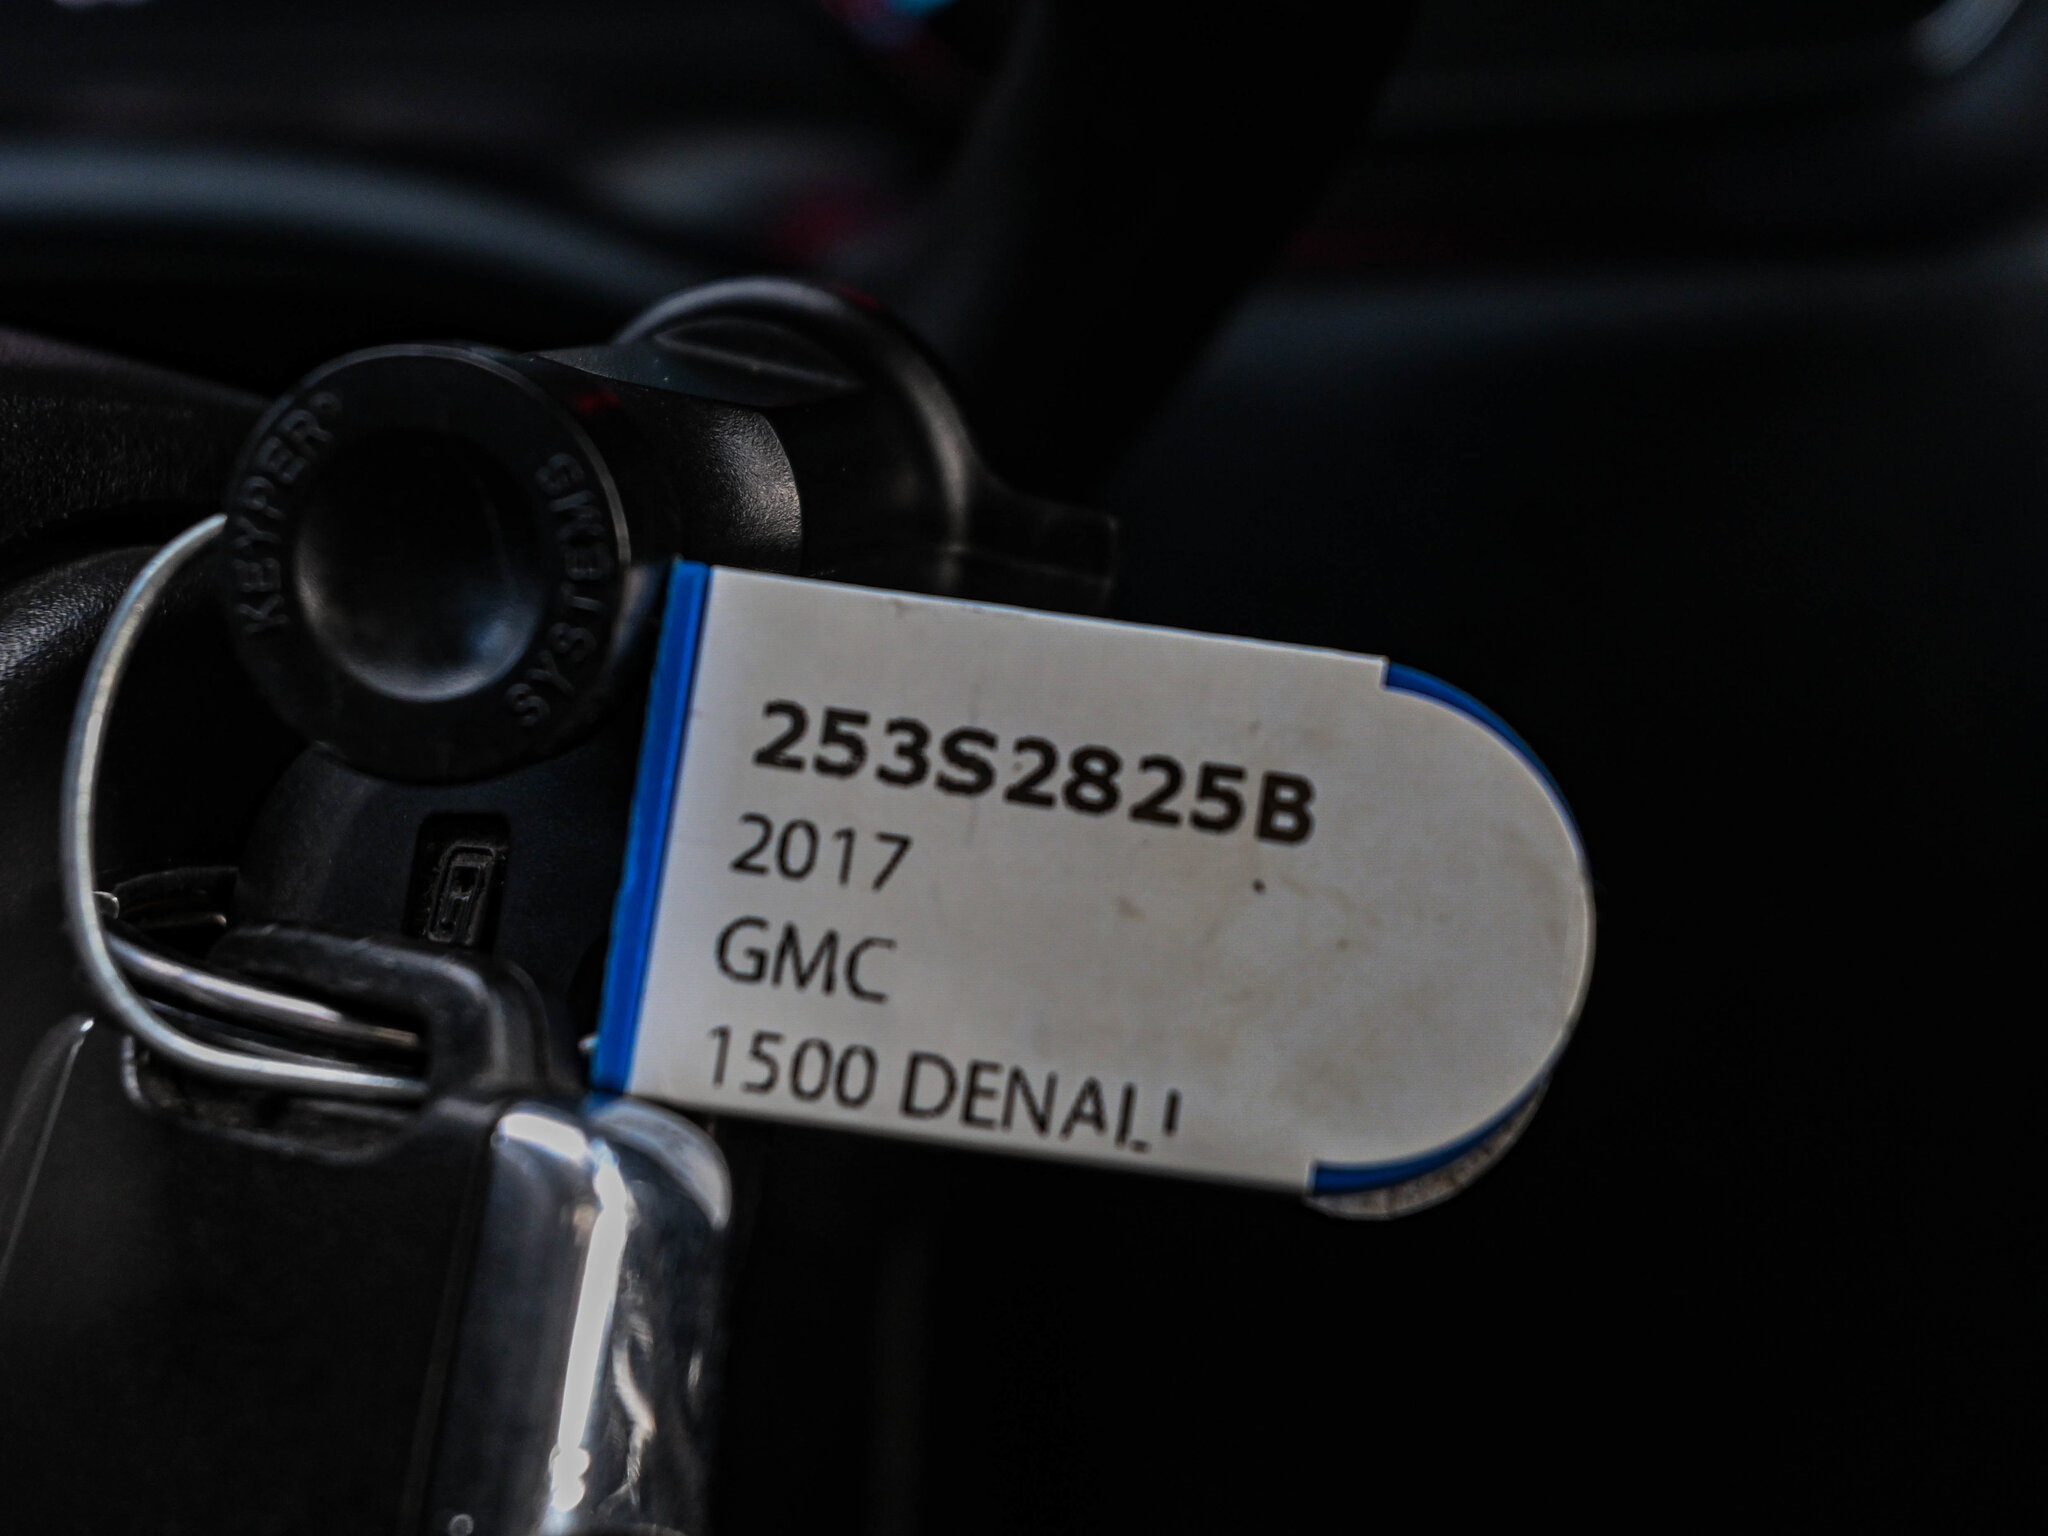 KEYPER®
SYSTEMS
253S2825B
2017
GMC
1500 DENALI